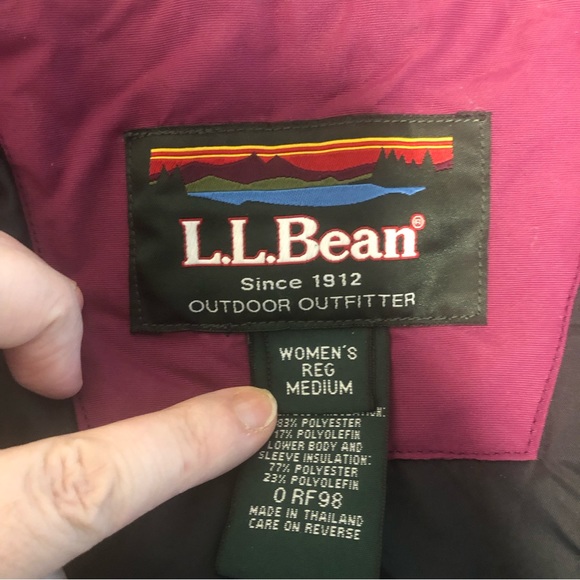 L.L.Bean®
Since 1912
OUTDOOR OUTFITTER
WOMEN'S
REG
MEDIUM
INSULATION:
83% POLYESTER
17% POLYOLEFIN
LOWER BODY AND
SLEEVE INSULATION:
77% POLYESTER
23% POLYOLEFIN
0 RF98
MADE IN THAILAND
CARE ON REVERSE